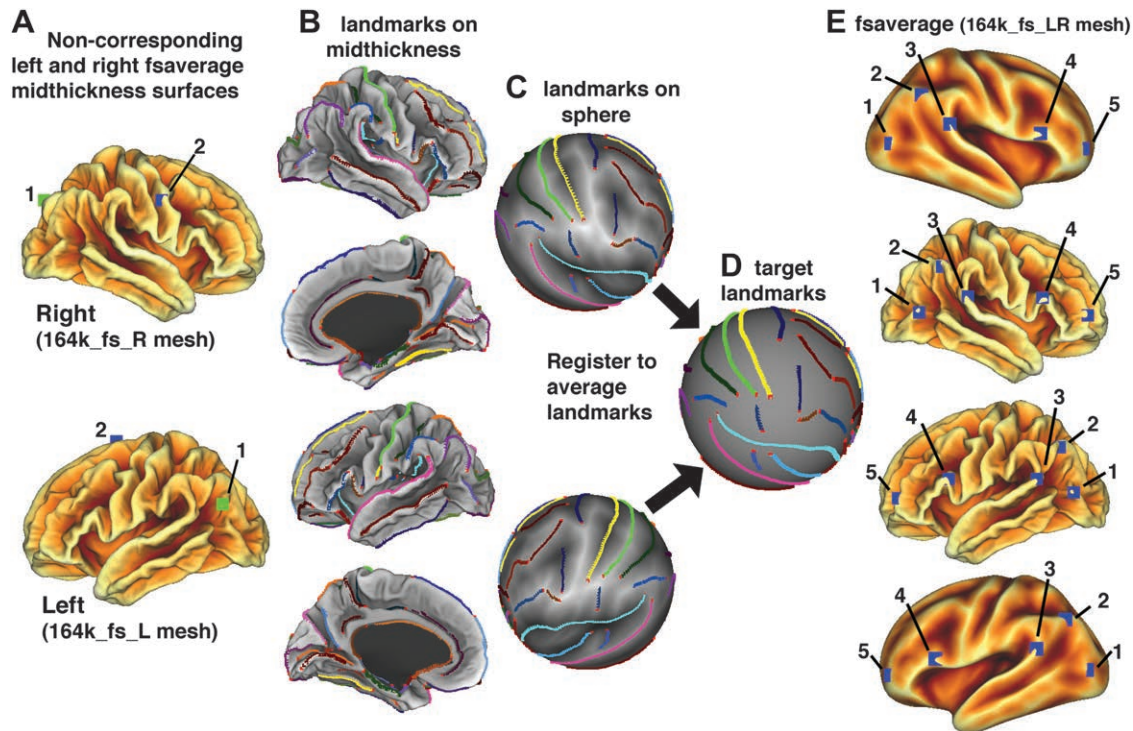 A
Non-corresponding
left and right fsaverage
midthickness surfaces
1
2
Right
(164k_fs_R mesh)
2
1
Left
(164k_fs_L mesh)
B
landmarks on
midthickness
C
landmarks on
sphere
D
target
landmarks
Register to
average
landmarks
E
fsaverage (164k_fs_LR mesh)
3
4
2
1
5
3
4
2
1
5
3
4
2
5
1
3
4
2
5
1